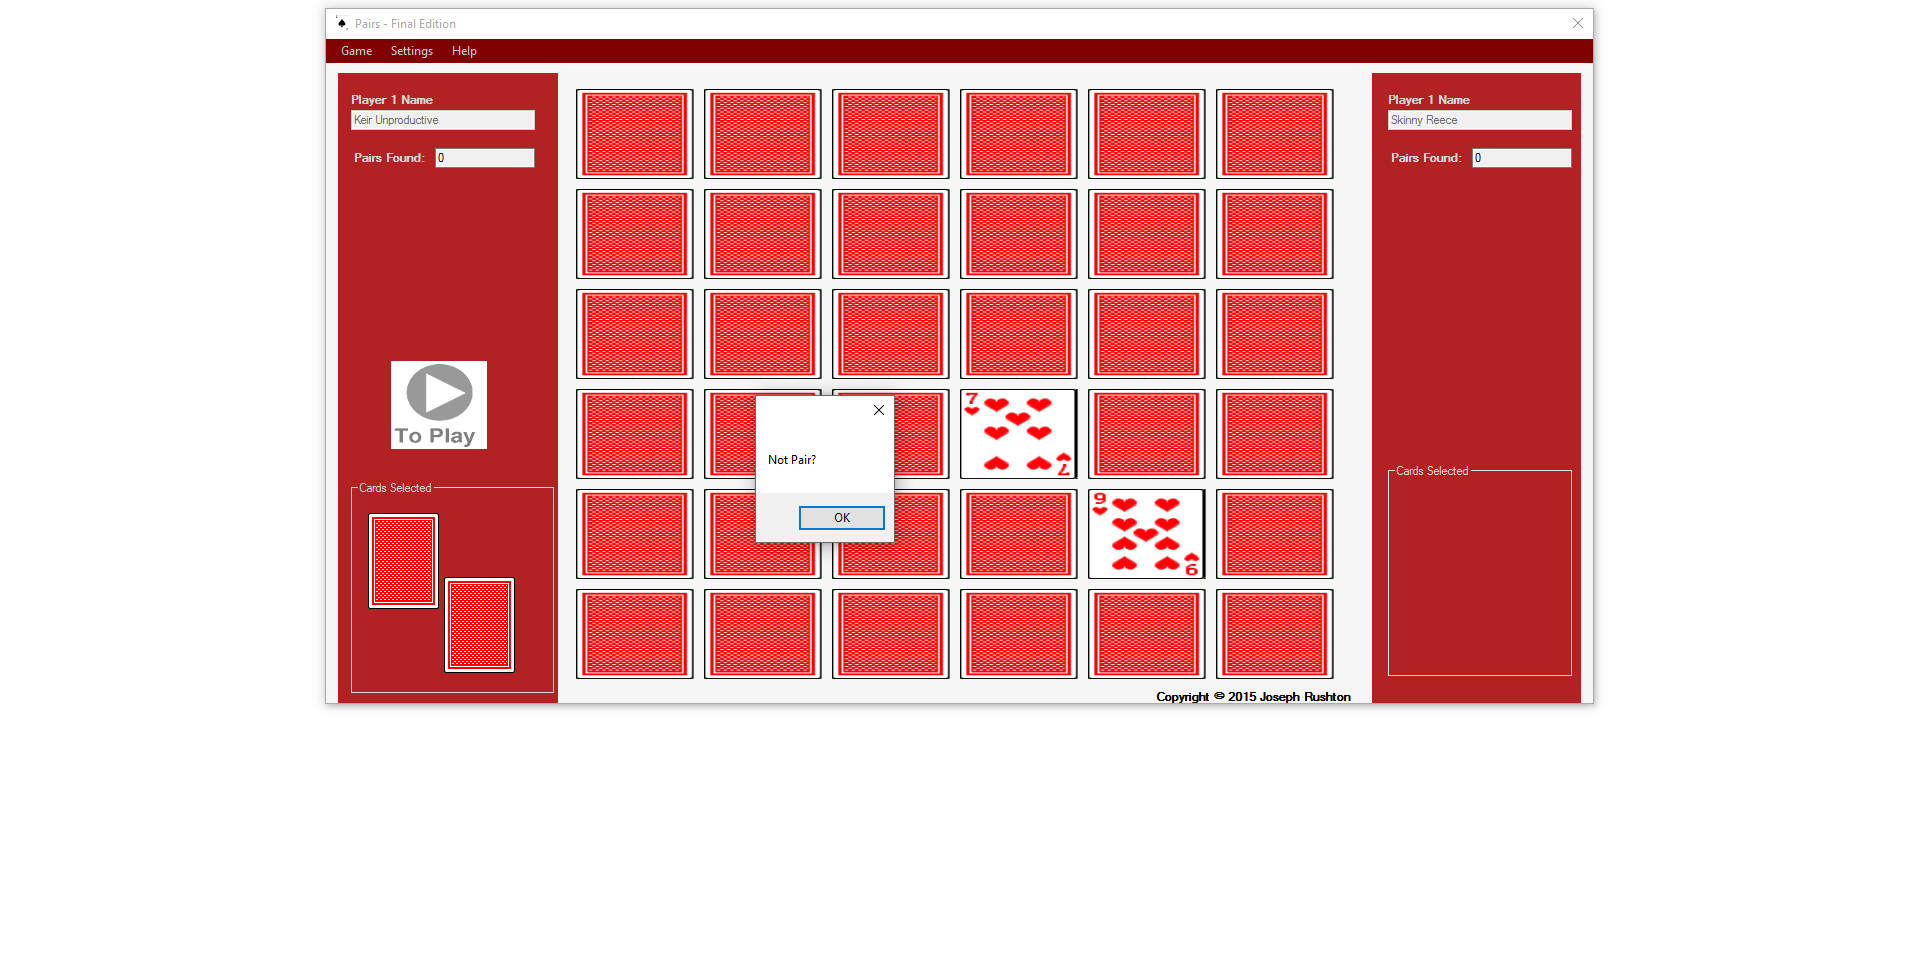 Pairs - Final Edition
Game Settings Help
Player 1 Name
Keir Unproductive
Pairs Found: 0
To Play
Cards Selected
7
7
9
9
Not Pair?
OK
Copyright © 2015 Joseph Rushton
Player 1 Name
Skinny Reece
Pairs Found: 0
Cards Selected